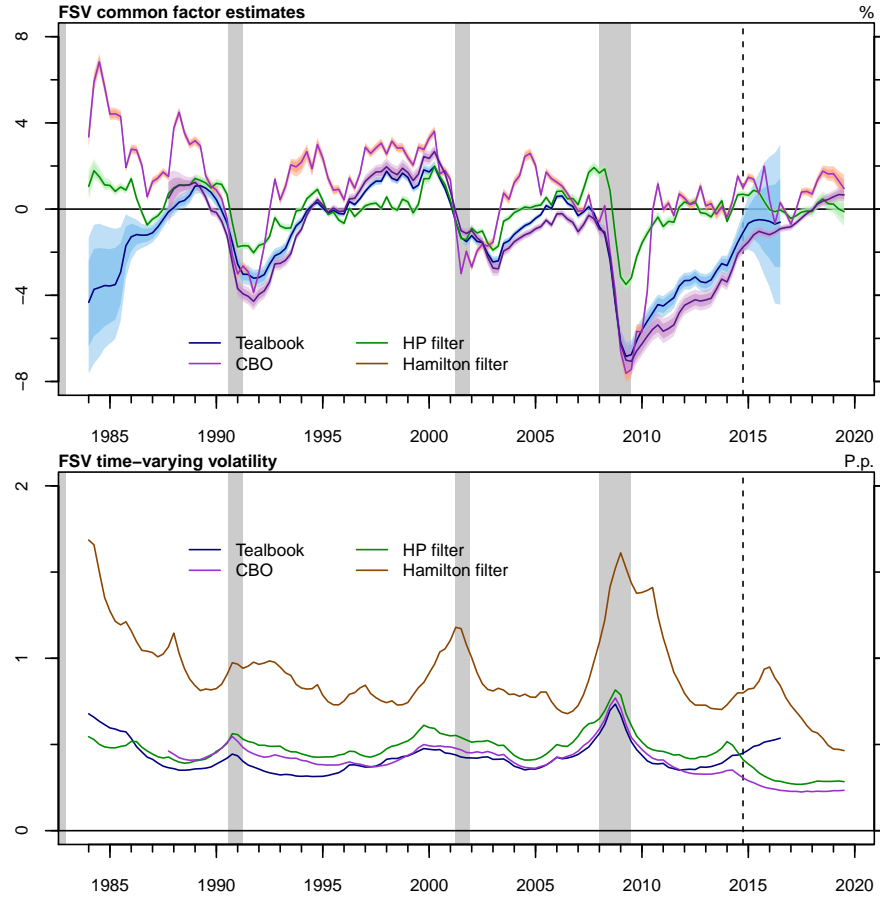 FSV common factor estimates %
8
4
0
−4
−8
Tealbook HP filter
CBO Hamilton filter
1985 1990 1995 2000 2005 2010 2015 2020
FSV time−varying volatility P.p.
2
1
0
Tealbook HP filter
CBO Hamilton filter
1985 1990 1995 2000 2005 2010 2015 2020